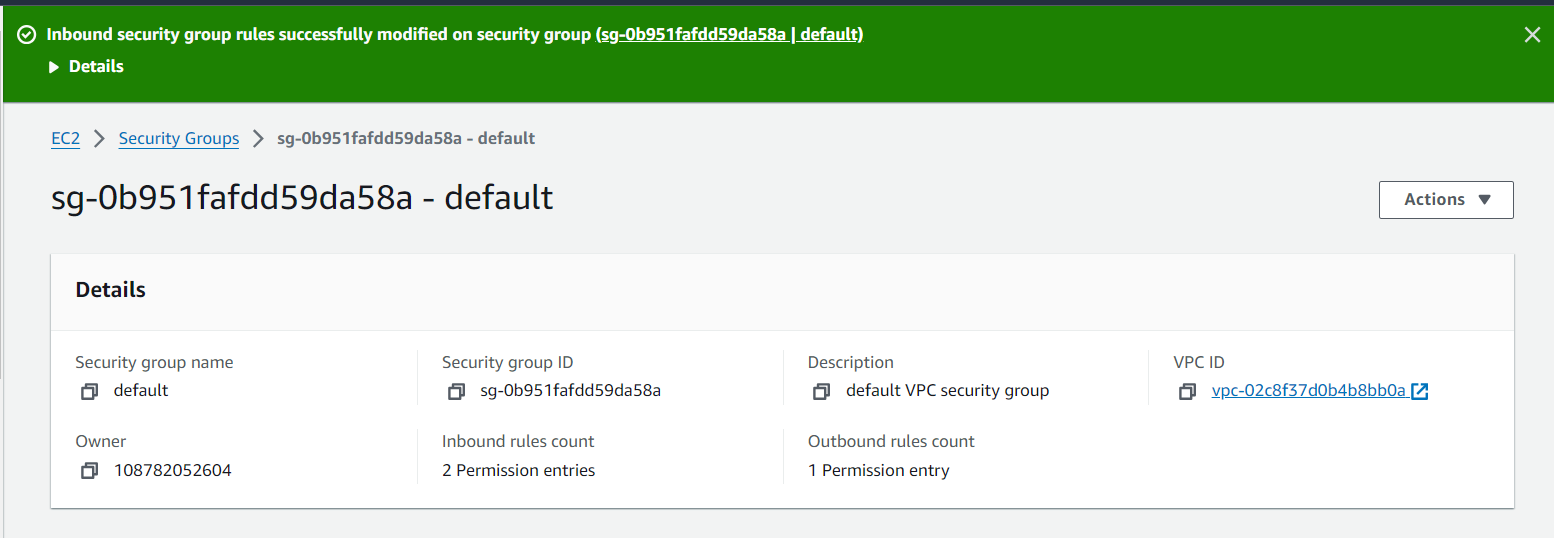 Inbound security group rules successfully modified on security group (sg-0b951fafdd59da58a | default)
Details
EC2 > Security Groups > sg-0b951fafdd59da58a - default
sg-0b951fafdd59da58a - default
Actions
Details
Security group name
default
Security group ID
sg-0b951fafdd59da58a
Description
default VPC security group
VPC ID
vpc-02c8f37d0b4b8bb0a
Owner
108782052604
Inbound rules count
2 Permission entries
Outbound rules count
1 Permission entry